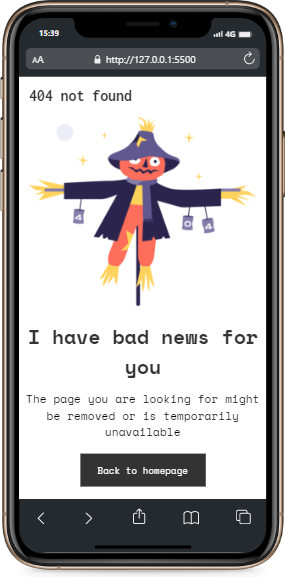 15:39
4G
AA
http://127.0.0.1:5500
404 not found
4
0
4
I have bad news for
you
The page you are looking for might
be removed or is temporarily
unavailable
Back to homepage